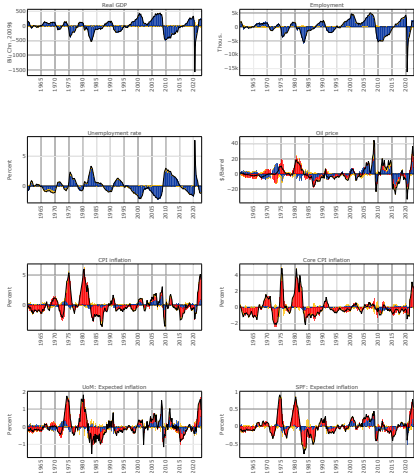 Real GDP
Employment
Bil. Chn. 2009$
500
0
−500
−1000
−1500
Thous.
5k
0
−5k
−10k
−15k
1965 1970 1975 1980 1985 1990 1995 2000 2005 2010 2015 2020
1965 1970 1975 1980 1985 1990 1995 2000 2005 2010 2015 2020
Unemployment rate
Oil price
Percent
5
0
$/Barrel
40
20
0
−20
1965 1970 1975 1980 1985 1990 1995 2000 2005 2010 2015 2020
1965 1970 1975 1980 1985 1990 1995 2000 2005 2010 2015 2020
CPI inflation
Core CPI inflation
Percent
5
0
Percent
4
2
0
−2
1965 1970 1975 1980 1985 1990 1995 2000 2005 2010 2015 2020
1965 1970 1975 1980 1985 1990 1995 2000 2005 2010 2015 2020
UoM: Expected inflation
SPF: Expected inflation
Percent
2
1
0
−1
Percent
1
0.5
0
−0.5
1965 1970 1975 1980 1985 1990 1995 2000 2005 2010 2015 2020
1965 1970 1975 1980 1985 1990 1995 2000 2005 2010 2015 2020